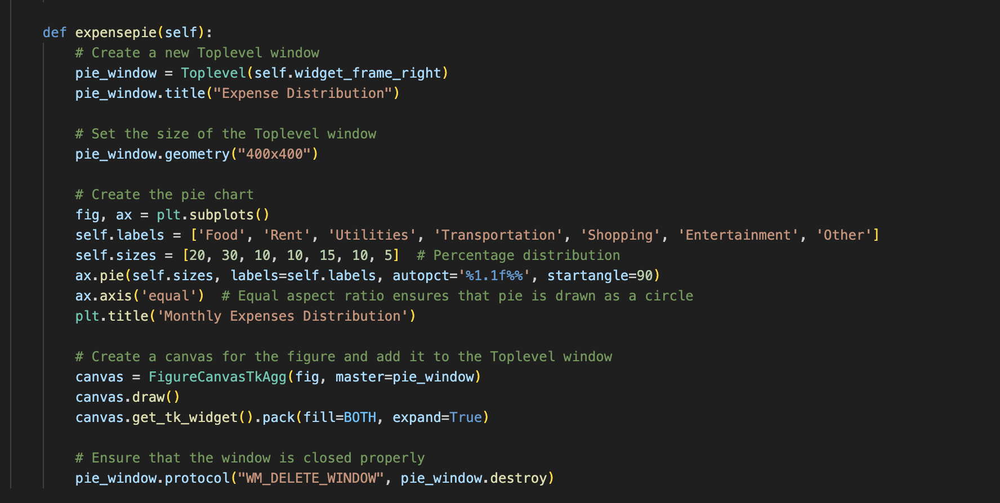 def expensepie(self):
# Create a new Toplevel window
pie_window = Toplevel(self.widget_frame_right)
pie_window.title("Expense Distribution")
# Set the size of the Toplevel window
pie_window.geometry("400x400")
# Create the pie chart
fig, ax = plt.subplots()
self.labels = ['Food', 'Rent', 'Utilities', 'Transportation', 'Shopping', 'Entertainment', 'Other']
self.sizes = [20, 30, 10, 10, 15, 10, 5]  # Percentage distribution
ax.pie(self.sizes, labels=self.labels, autopct='%1.1f%%', startangle=90)
ax.axis('equal')  # Equal aspect ratio ensures that pie is drawn as a circle
plt.title('Monthly Expenses Distribution')
# Create a canvas for the figure and add it to the Toplevel window
canvas = FigureCanvasTkAgg(fig, master=pie_window)
canvas.draw()
canvas.get_tk_widget().pack(fill=BOTH, expand=True)
# Ensure that the window is closed properly
pie_window.protocol("WM_DELETE_WINDOW", pie_window.destroy)